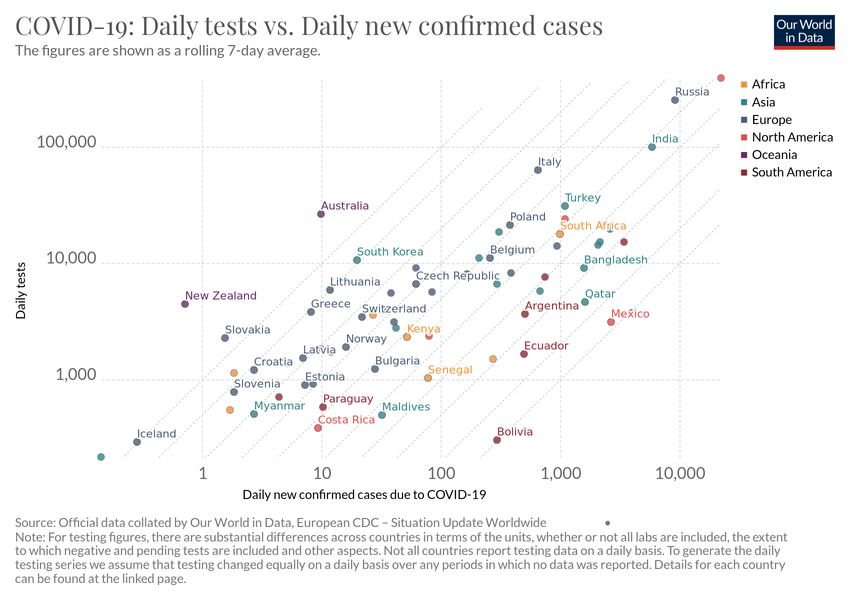 COVID-19: Daily tests vs. Daily new confirmed cases
The figures are shown as a rolling 7-day average.
Our World
in Data
Africa
Asia
Europe
North America
Oceania
South America
Daily tests
100,000
10,000
1,000
Russia
India
Italy
Turkey
Australia
Poland
South Africa
South Korea
Belgium
Bangladesh
Czech Republic
Lithuania
New Zealand
Qatar
Greece
Switzerland
Argentina
Mexico
Slovakia
Kenya
Norway
Latvia
Ecuador
Croatia
Bulgaria
Senegal
Slovenia
Estonia
Myanmar
Paraguay
Maldives
Costa Rica
Iceland
Bolivia
1
10
100
1,000
10,000
Daily new confirmed cases due to COVID-19
Source: Official data collated by Our World in Data, European CDC – Situation Update Worldwide
Note: For testing figures, there are substantial differences across countries in terms of the units, whether or not all labs are included, the extent
to which negative and pending tests are included and other aspects. Not all countries report testing data on a daily basis. To generate the daily
testing series we assume that testing changed equally on a daily basis over any periods in which no data was reported. Details for each country
can be found at the linked page.